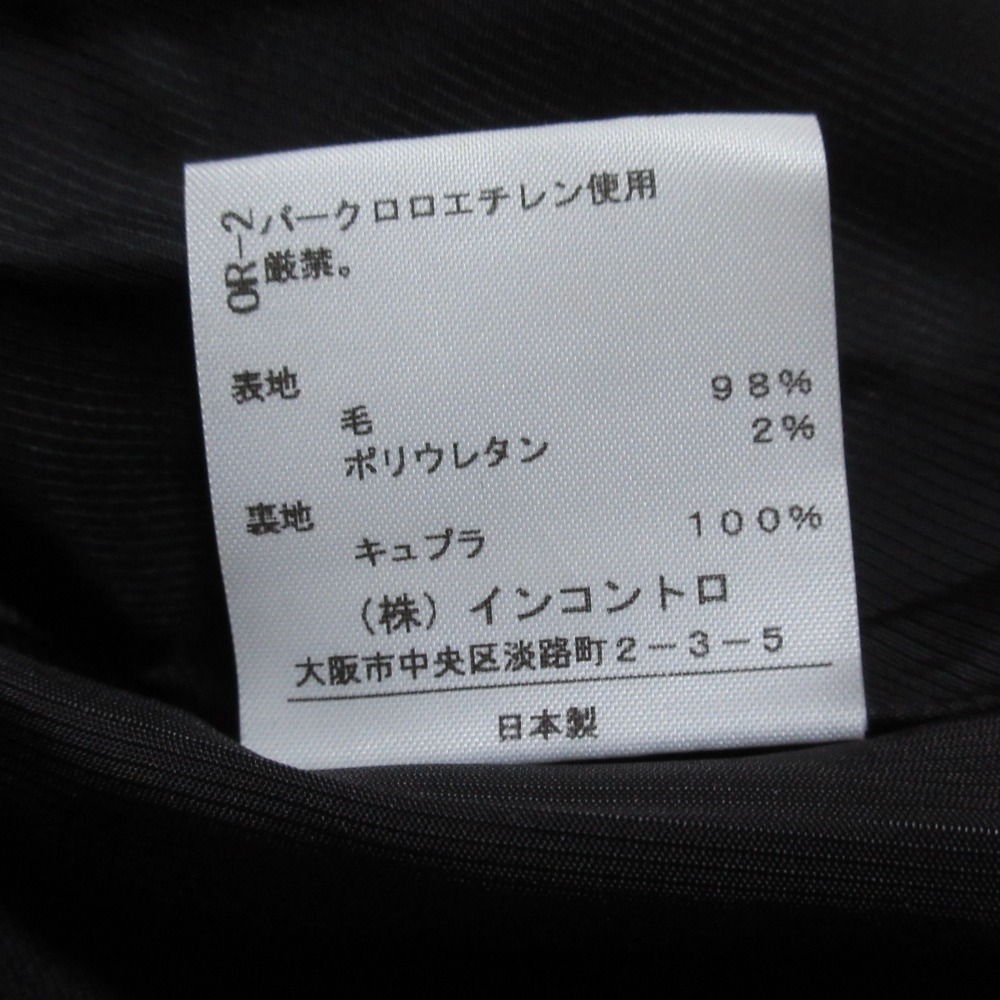 OR-2
パークロロエチレン使用
厳禁。
表地
毛 98%
ポリウレタン 2%
裏地
キュプラ 100%
(株)インコントロ
大阪市中央区淡路町2-3-5
日本製